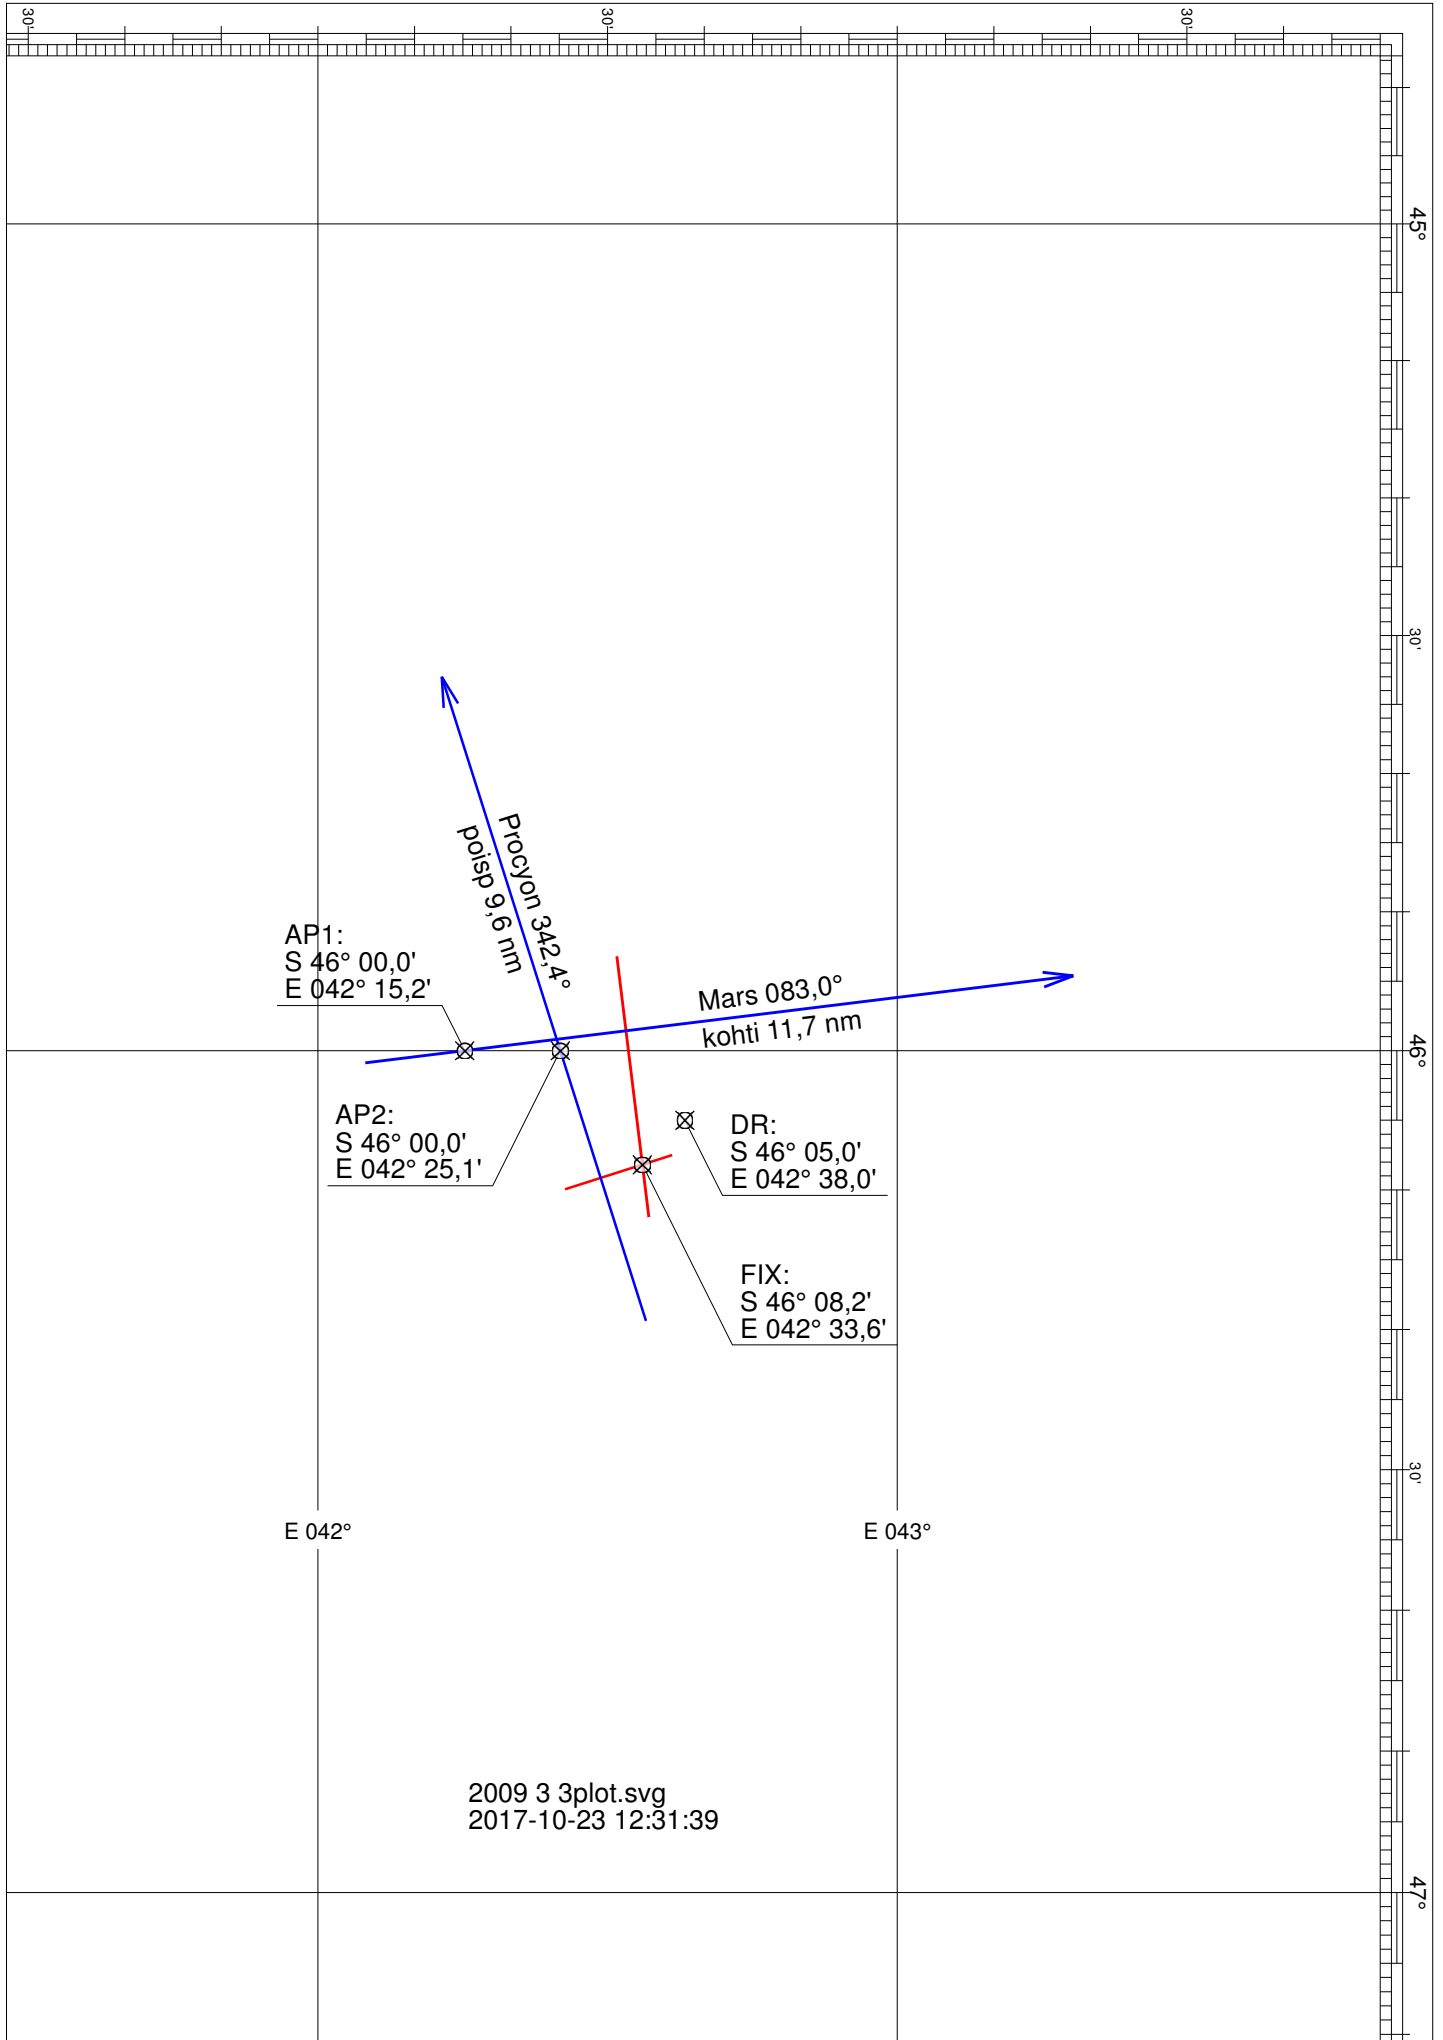 30'
30'
30'
45°
30'
Procyon 342,4°
poisp 9,6 nm
AP1:
S 46° 00,0'
E 042° 15,2'
Mars 083,0°
kohti 11,7 nm
46°
AP2:
S 46° 00,0'
E 042° 25,1'
DR:
S 46° 05,0'
E 042° 38,0'
FIX:
S 46° 08,2'
E 042° 33,6'
30'
E 042°
E 043°
2009 3 3plot.svg
2017-10-23 12:31:39
47°